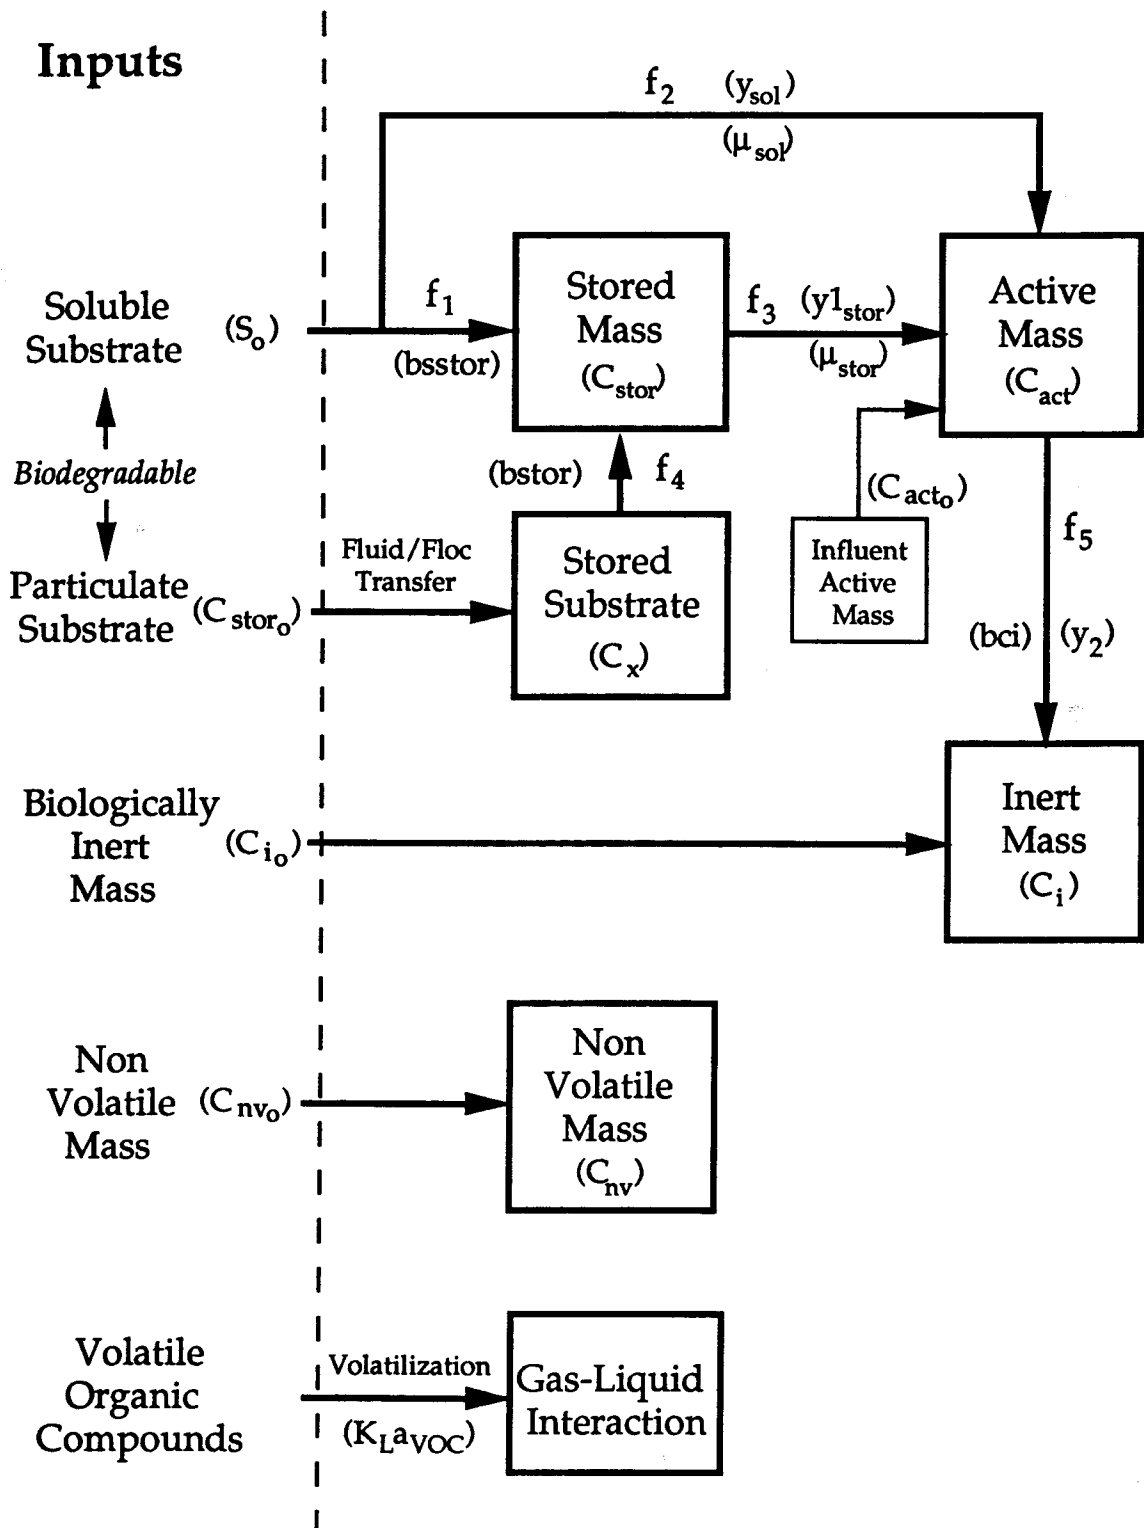 Inputs
f2 (ysol)
(μsol)
Soluble
Substrate
(So)
f1
(bsstor)
Stored
Mass
(Cstor)
f3 (y1stor)
(μstor)
Active
Mass
(Cact)
Biodegradable
(bstor) f4
(Cacto)
Influent
Active
Mass
f5
(bci) (y2)
Particulate
Substrate
(Cstoro)
Fluid/Floc
Transfer
Stored
Substrate
(Cx)
Biologically
Inert
Mass
(Cio)
Inert
Mass
(Ci)
Non
Volatile
Mass
(Cnvo)
Non
Volatile
Mass
(Cnv)
Volatile
Organic
Compounds
Volatilization
(KLaVOC)
Gas-Liquid
Interaction